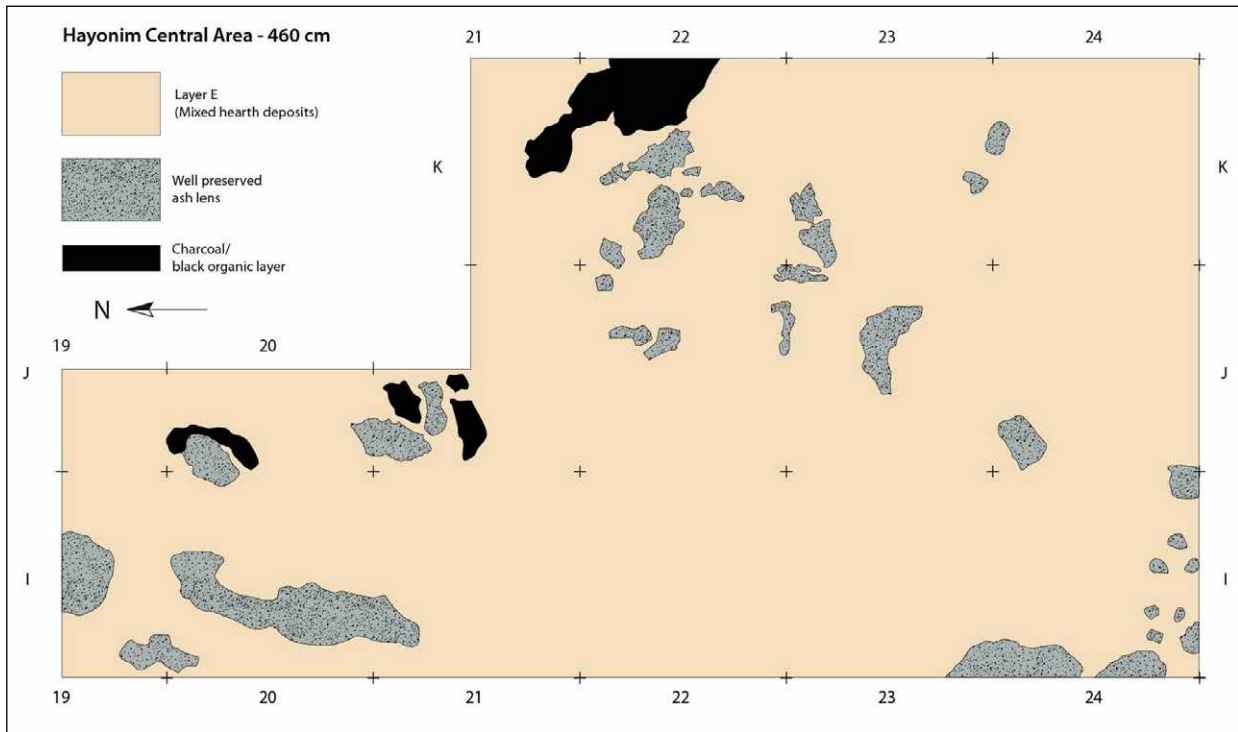 Hayonim Central Area - 460 cm
21 22 23 24
Layer E
(Mixed hearth deposits)
K K
Well preserved
ash lens
Charcoal/
black organic layer
N
19 20
J J
I I
19 20 21 22 23 24